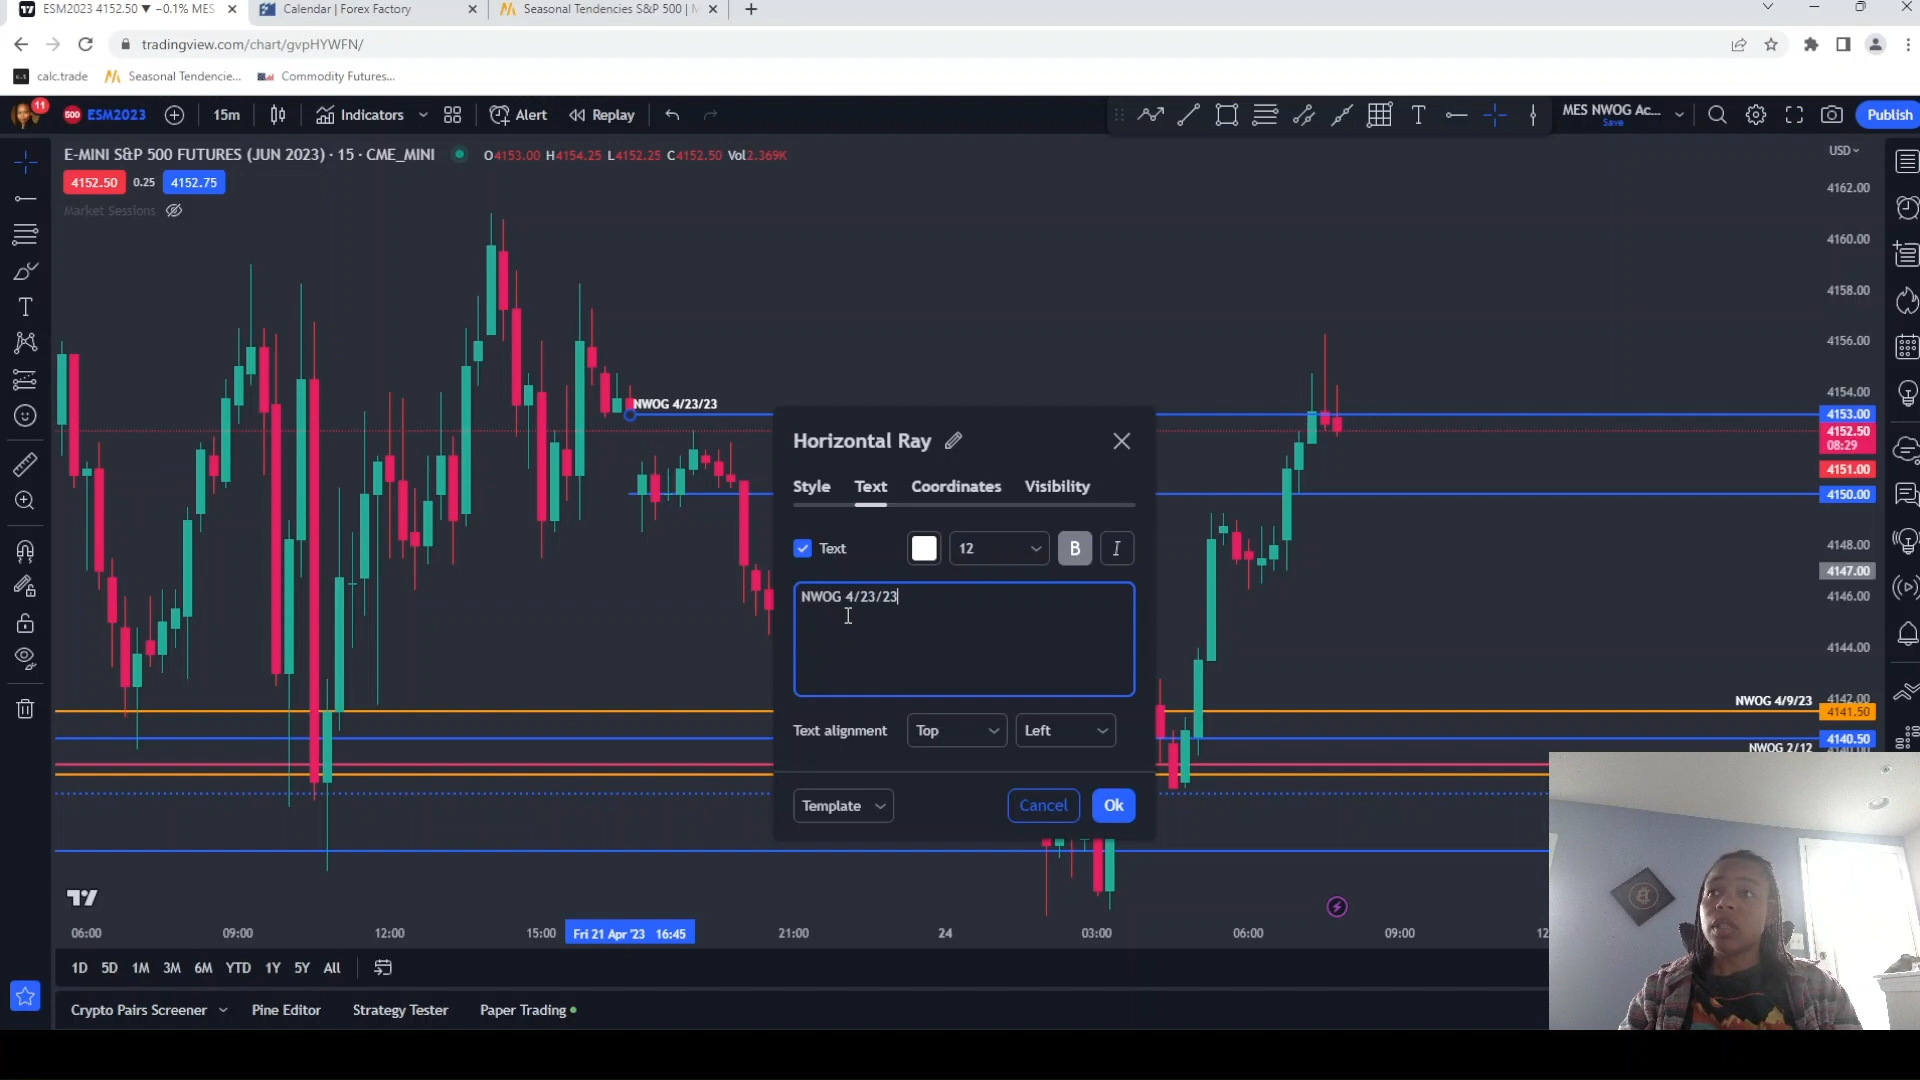 ESM2023 4152.50 ▼ −0.1% MES
Calendar | Forex Factory
Seasonal Tendencies S&P 500 |
tradingview.com/chart/gvpHYWFN/
calc.trade
Seasonal Tendencie...
Commodity Futures...
11
500
ESM2023
15m
Indicators
Alert
Replay
MES NWOG Ac...
Save
Publish
E-MINI S&P 500 FUTURES (JUN 2023) · 15 · CME_MINI
O4153.00 H4154.25 L4152.25 C4152.50 Vol2.369K
USD
4152.50
0.25
4152.75
Market Sessions
4162.00
4160.00
4158.00
4156.00
4154.00
NWOG 4/23/23
4153.00
4152.50
08:29
4151.00
4150.00
4148.00
4147.00
4146.00
4144.00
4142.00
NWOG 4/9/23
4141.50
4140.50
NWOG 2/12
Horizontal Ray
Style
Text
Coordinates
Visibility
Text
12
B
I
NWOG 4/23/23
Text alignment
Top
Left
Template
Cancel
Ok
06:00
09:00
12:00
15:00
Fri 21 Apr '23 16:45
21:00
24
03:00
06:00
09:00
1D
5D
1M
3M
6M
YTD
1Y
5Y
All
Crypto Pairs Screener
Pine Editor
Strategy Tester
Paper Trading